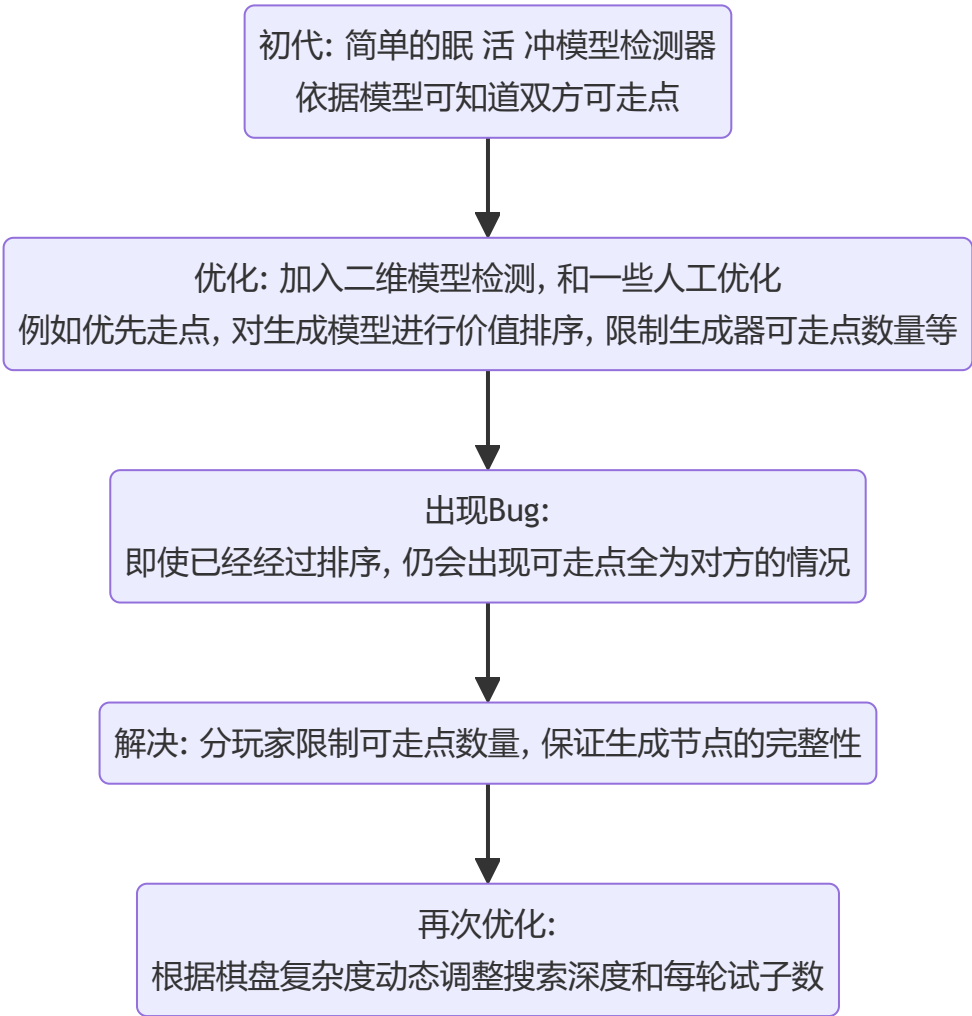 初代: 简单的眠 活 冲模型检测器
依据模型可知道双方可走点
优化: 加入二维模型检测, 和一些人工优化
例如优先走点, 对生成模型进行价值排序, 限制生成器可走点数量等
出现Bug:
即使已经经过排序, 仍会出现可走点全为对方的情况
解决: 分玩家限制可走点数量, 保证生成节点的完整性
再次优化:
根据棋盘复杂度动态调整搜索深度和每轮试子数